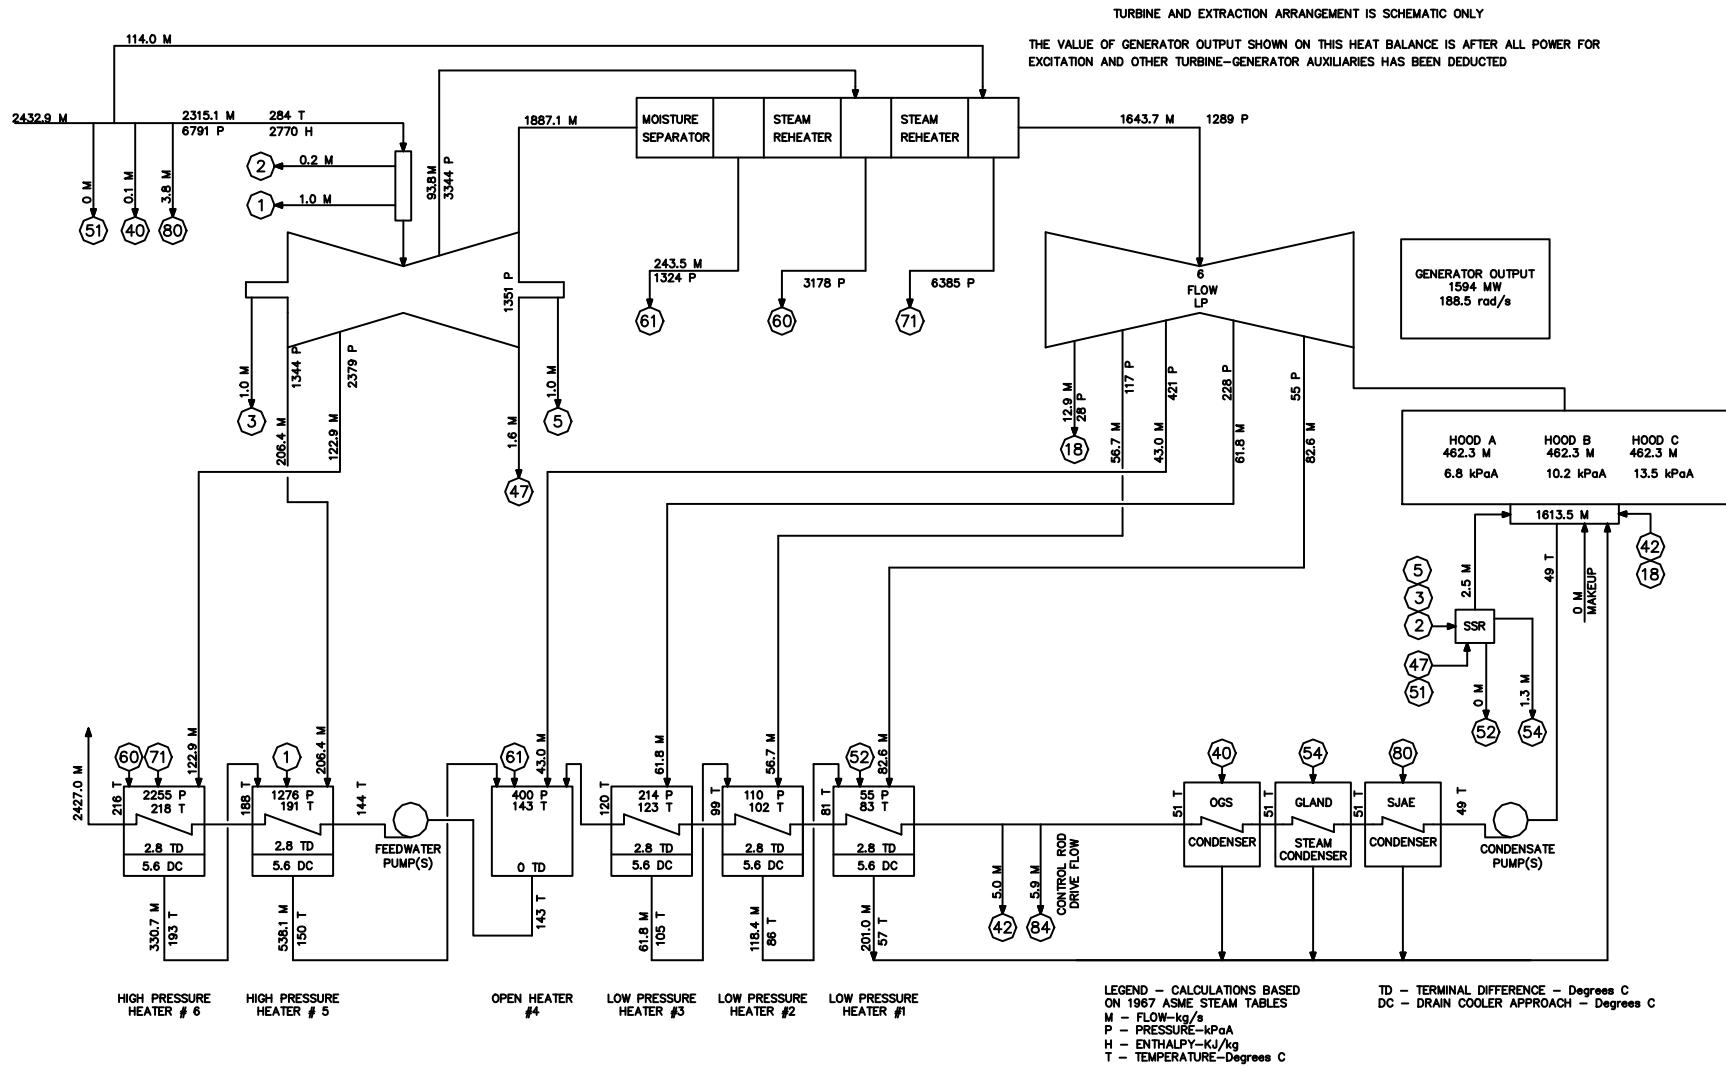 TURBINE AND EXTRACTION ARRANGEMENT IS SCHEMATIC ONLY
THE VALUE OF GENERATOR OUTPUT SHOWN ON THIS HEAT BALANCE IS AFTER ALL POWER FOR
EXCITATION AND OTHER TURBINE-GENERATOR AUXILIARIES HAS BEEN DEDUCTED
114.0 M
2432.9 M
2315.1 M
6791 P
284 T
2770 H
0 M
51
0.1 M
40
3.8 M
80
2
0.2 M
1
1.0 M
93.8M
3344 P
1887.1 M
MOISTURE
SEPARATOR
STEAM
REHEATER
STEAM
REHEATER
1643.7 M
1289 P
243.5 M
1324 P
61
3178 P
60
6385 P
71
1351 P
1.0 M
3
1344 P
206.4 M
2379 P
122.9 M
1.6 M
47
1.0 M
5
6
FLOW
LP
12.9 M
28 P
18
117 P
56.7 M
421 P
43.0 M
228 P
61.8 M
55 P
82.6 M
GENERATOR OUTPUT
1594 MW
188.5 rad/s
HOOD A
462.3 M
6.8 kPaA
HOOD B
462.3 M
10.2 kPaA
HOOD C
462.3 M
13.5 kPaA
1613.5 M
2.5 M
49 T
0 M
MAKEUP
42
18
5
3
2
47
51
SSR
0 M
52
1.3 M
54
2427.0 M
216 T
60
71
122.9 M
2255 P
218 T
2.8 TD
5.6 DC
330.7 M
193 T
188 T
1
206.4 M
1276 P
191 T
2.8 TD
5.6 DC
538.1 M
150 T
144 T
FEEDWATER
PUMP(S)
61
43.0 M
400 P
143 T
0 TD
143 T
120 T
61.8 M
214 P
123 T
2.8 TD
5.6 DC
61.8 M
105 T
99 T
56.7 M
110 P
102 T
2.8 TD
5.6 DC
118.4 M
86 T
81 T
52
82.6 M
55 P
83 T
2.8 TD
5.6 DC
201.0 M
57 T
5.0 M
42
5.9 M
84
CONTROL ROD
DRIVE FLOW
51 T
40
OGS
CONDENSER
51 T
54
GLAND
STEAM
CONDENSER
51 T
80
SJAE
CONDENSER
49 T
CONDENSATE
PUMP(S)
HIGH PRESSURE
HEATER # 6
HIGH PRESSURE
HEATER # 5
OPEN HEATER
#4
LOW PRESSURE
HEATER #3
LOW PRESSURE
HEATER #2
LOW PRESSURE
HEATER #1
LEGEND - CALCULATIONS BASED
ON 1967 ASME STEAM TABLES
M - FLOW-kg/s
P - PRESSURE-kPaA
H - ENTHALPY-KJ/kg
T - TEMPERATURE-Degrees C
TD - TERMINAL DIFFERENCE - Degrees C
DC - DRAIN COOLER APPROACH - Degrees C